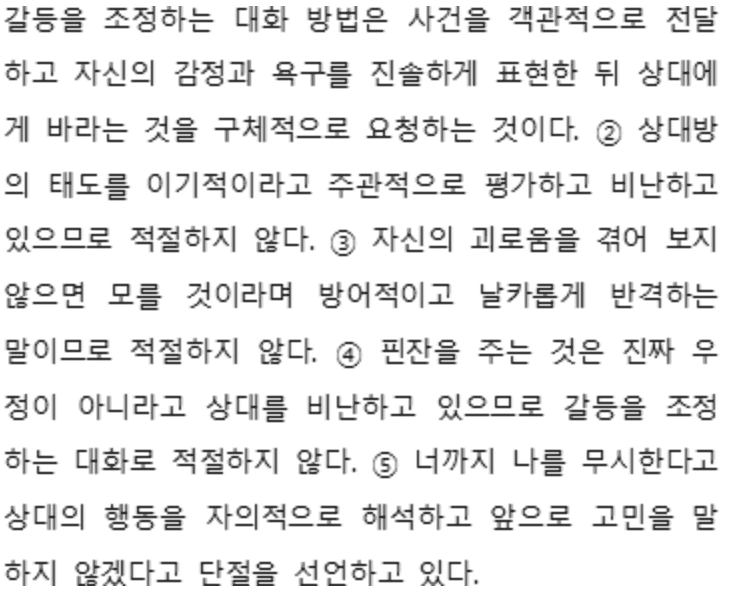 갈등을 조정하는 대화 방법은 사건을 객관적으로 전달
하고 자신의 감정과 욕구를 진솔하게 표현한 뒤 상대에
게 바라는 것을 구체적으로 요청하는 것이다. ② 상대방
의 태도를 이기적이라고 주관적으로 평가하고 비난하고
있으므로 적절하지 않다. ③ 자신의 괴로움을 겪어 보지
않으면 모를 것이라며 방어적이고 날카롭게 반격하는
말이므로 적절하지 않다. ④ 핀잔을 주는 것은 진짜 우
정이 아니라고 상대를 비난하고 있으므로 갈등을 조정
하는 대화로 적절하지 않다. ⑤ 너까지 나를 무시한다고
상대의 행동을 자의적으로 해석하고 앞으로 고민을 말
하지 않겠다고 단절을 선언하고 있다.